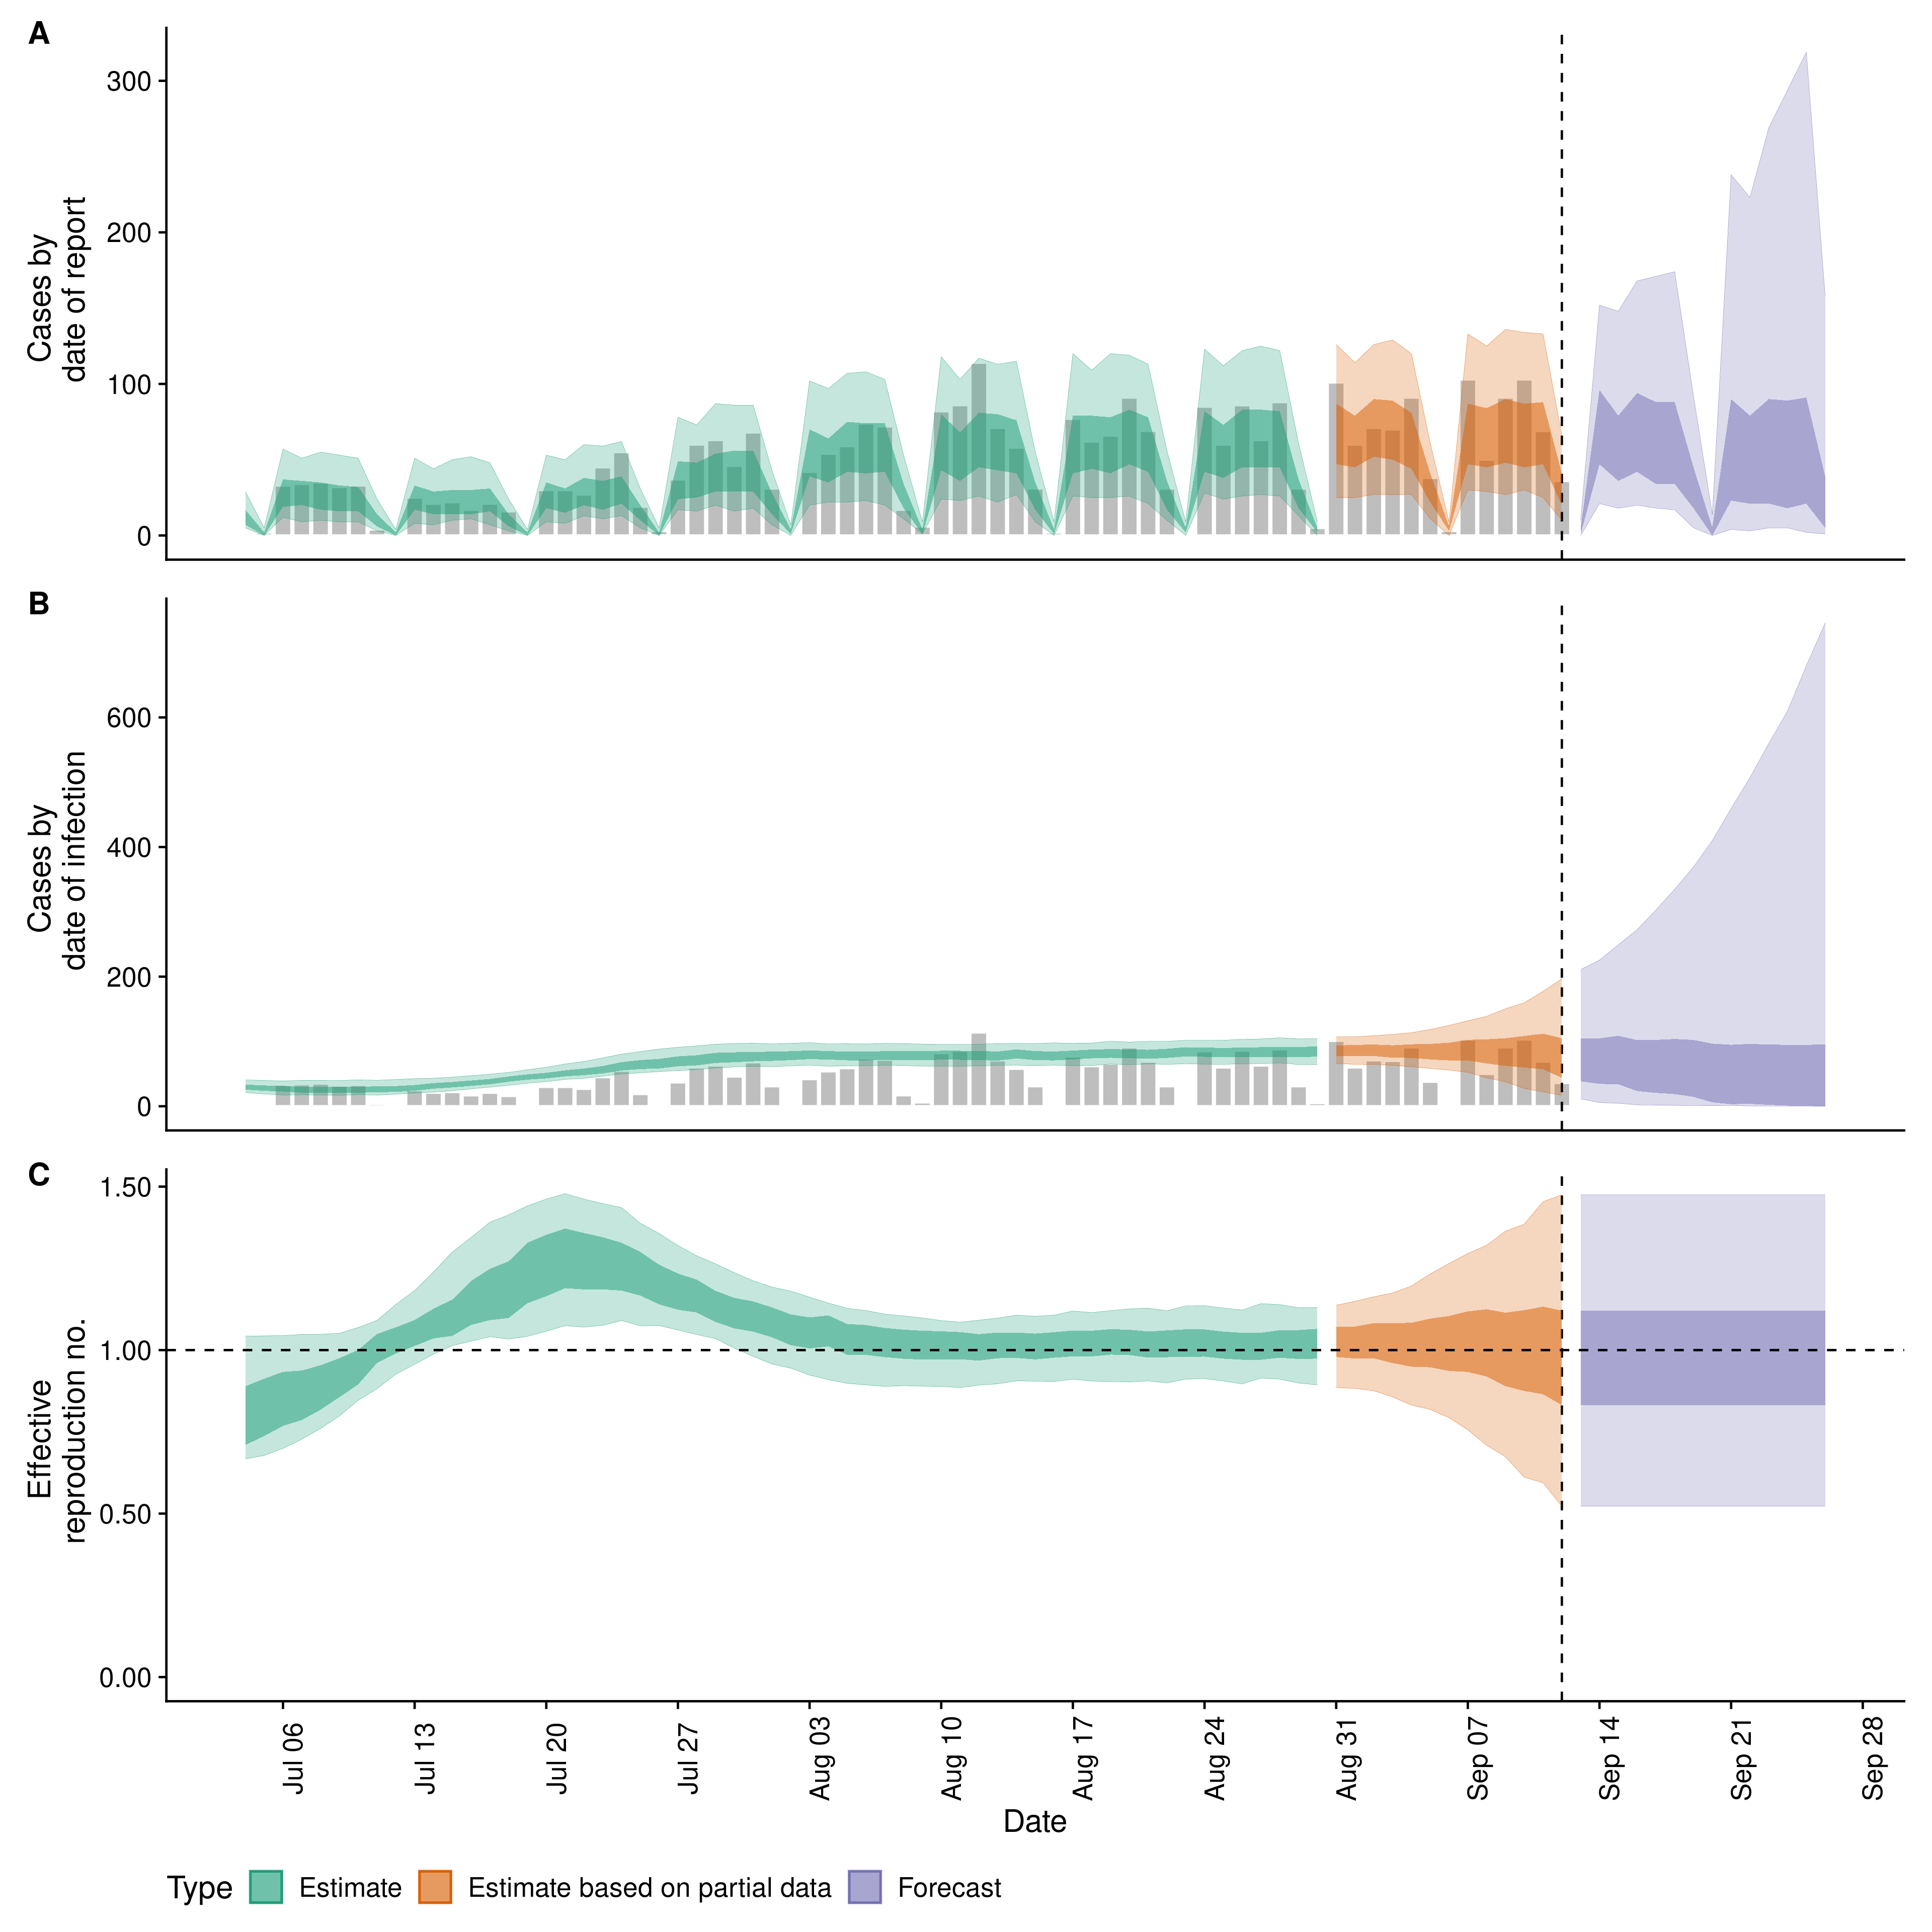 A
300
200
100
0
Cases by
date of report
B
600
400
200
0
Cases by
date of infection
C
1.50
1.00
0.50
0.00
Effective
reproduction no.
Jul 06
Jul 13
Jul 20
Jul 27
Aug 03
Aug 10
Aug 17
Aug 24
Aug 31
Sep 07
Sep 14
Sep 21
Sep 28
Date
Type Estimate Estimate based on partial data Forecast